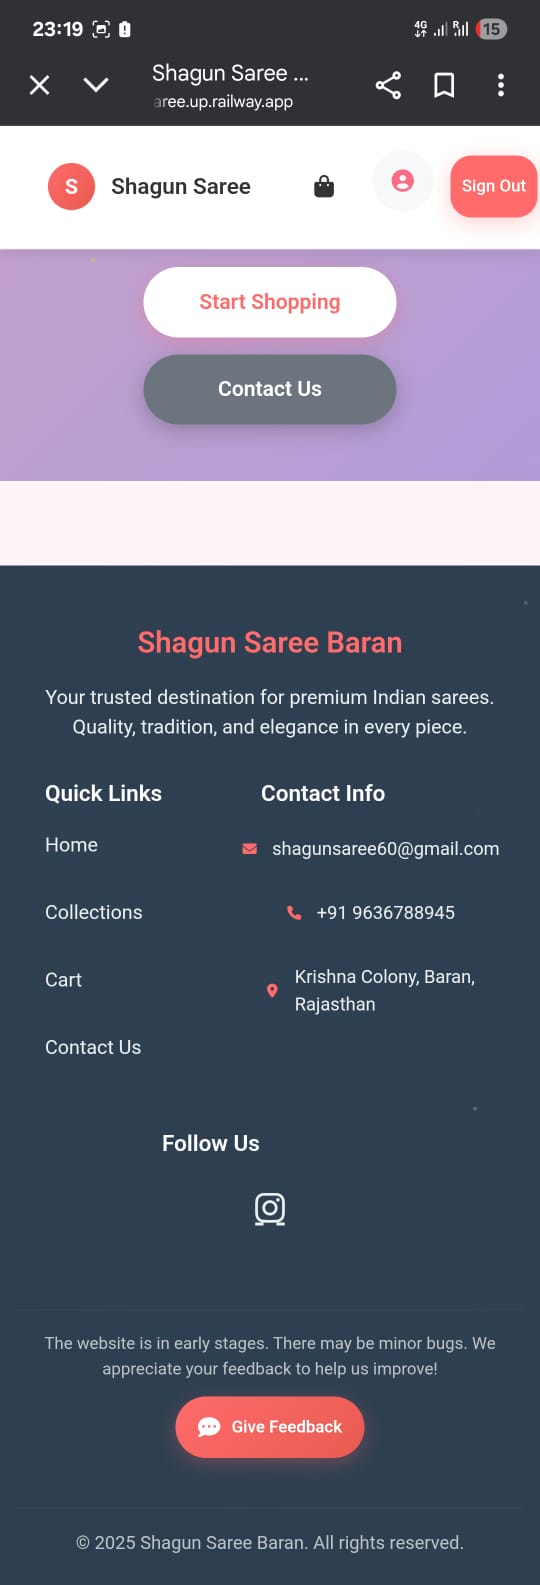 23:19
4G
R
15
Shagun Saree ...
aree.up.railway.app
S
Shagun Saree
Sign Out
Start Shopping
Contact Us
Shagun Saree Baran
Your trusted destination for premium Indian sarees.
Quality, tradition, and elegance in every piece.
Quick Links
Home
Collections
Cart
Contact Us
Contact Info
shagunsaree60@gmail.com
+91 9636788945
Krishna Colony, Baran,
Rajasthan
Follow Us
The website is in early stages. There may be minor bugs. We
appreciate your feedback to help us improve!
Give Feedback
© 2025 Shagun Saree Baran. All rights reserved.